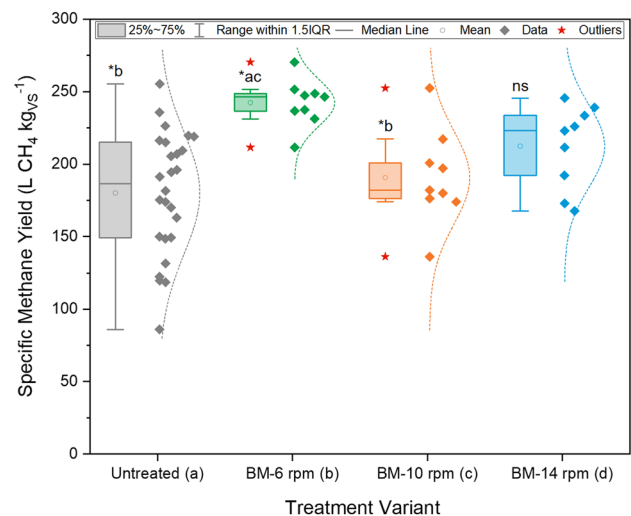 25%~75% Range within 1.5IQR Median Line Mean Data Outliers
300
250
200
150
100
50
0
Specific Methane Yield (L CH₄ kg_VS⁻¹)
*b
*ac
*b
ns
Untreated (a) BM-6 rpm (b) BM-10 rpm (c) BM-14 rpm (d)
Treatment Variant